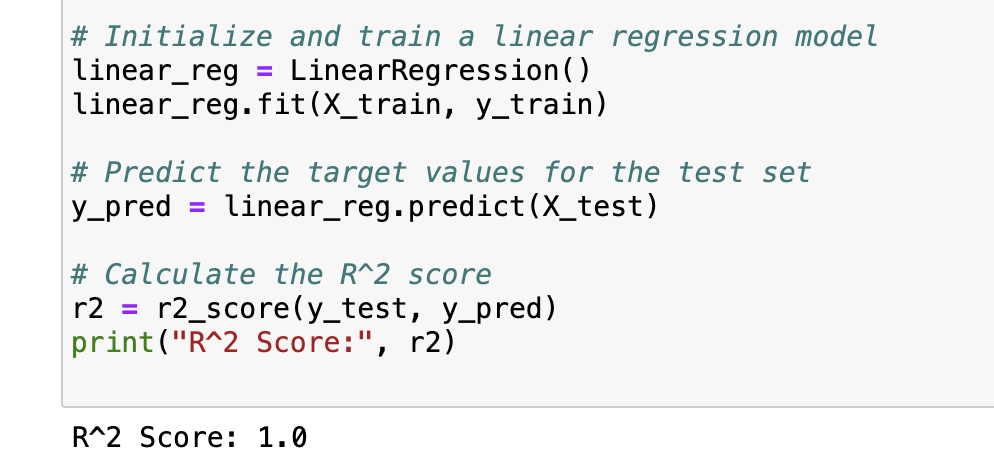 # Initialize and train a linear regression model
linear_reg = LinearRegression()
linear_reg.fit(X_train, y_train)
# Predict the target values for the test set
y_pred = linear_reg.predict(X_test)
# Calculate the R^2 score
r2 = r2_score(y_test, y_pred)
print("R^2 Score:", r2)
R^2 Score: 1.0